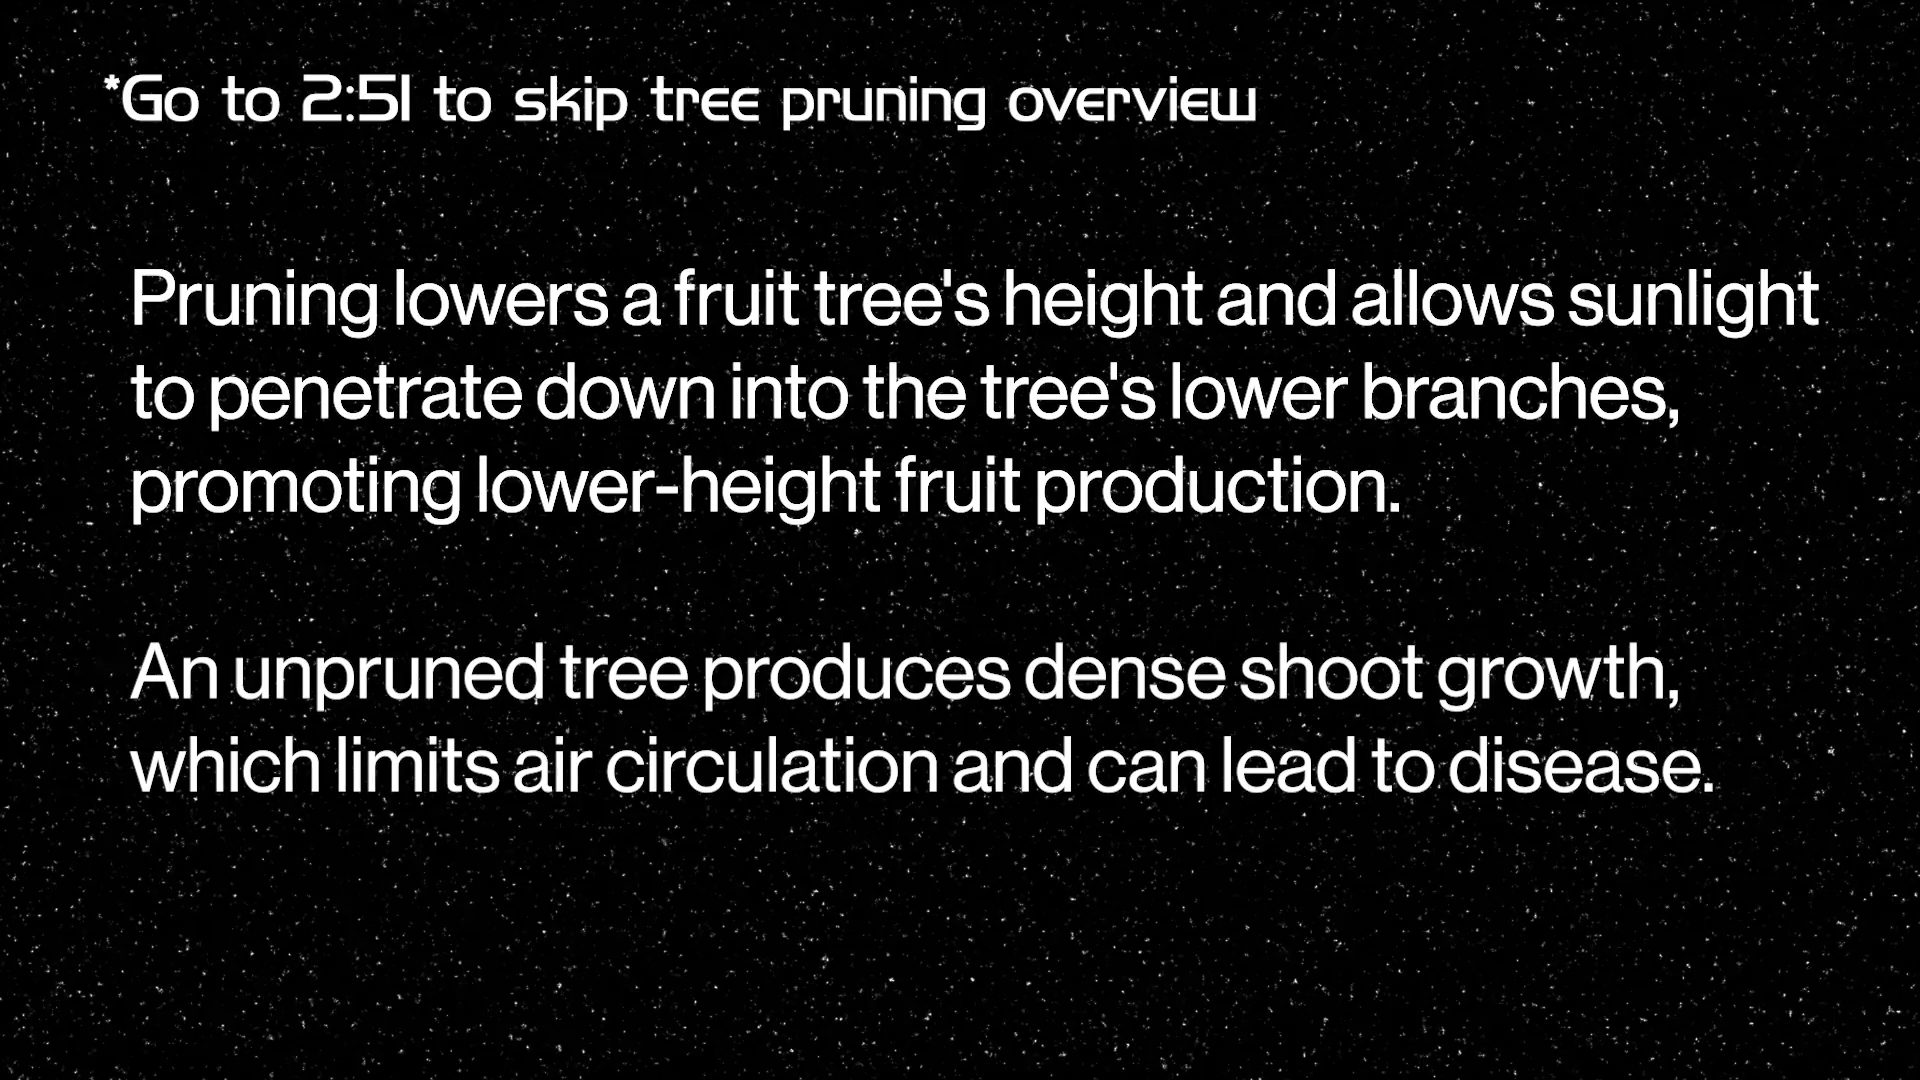 *Go to 2:51 to skip tree pruning overview
Pruning lowers a fruit tree's height and allows sunlight
to penetrate down into the tree's lower branches,
promoting lower-height fruit production.
An unpruned tree produces dense shoot growth,
which limits air circulation and can lead to disease.